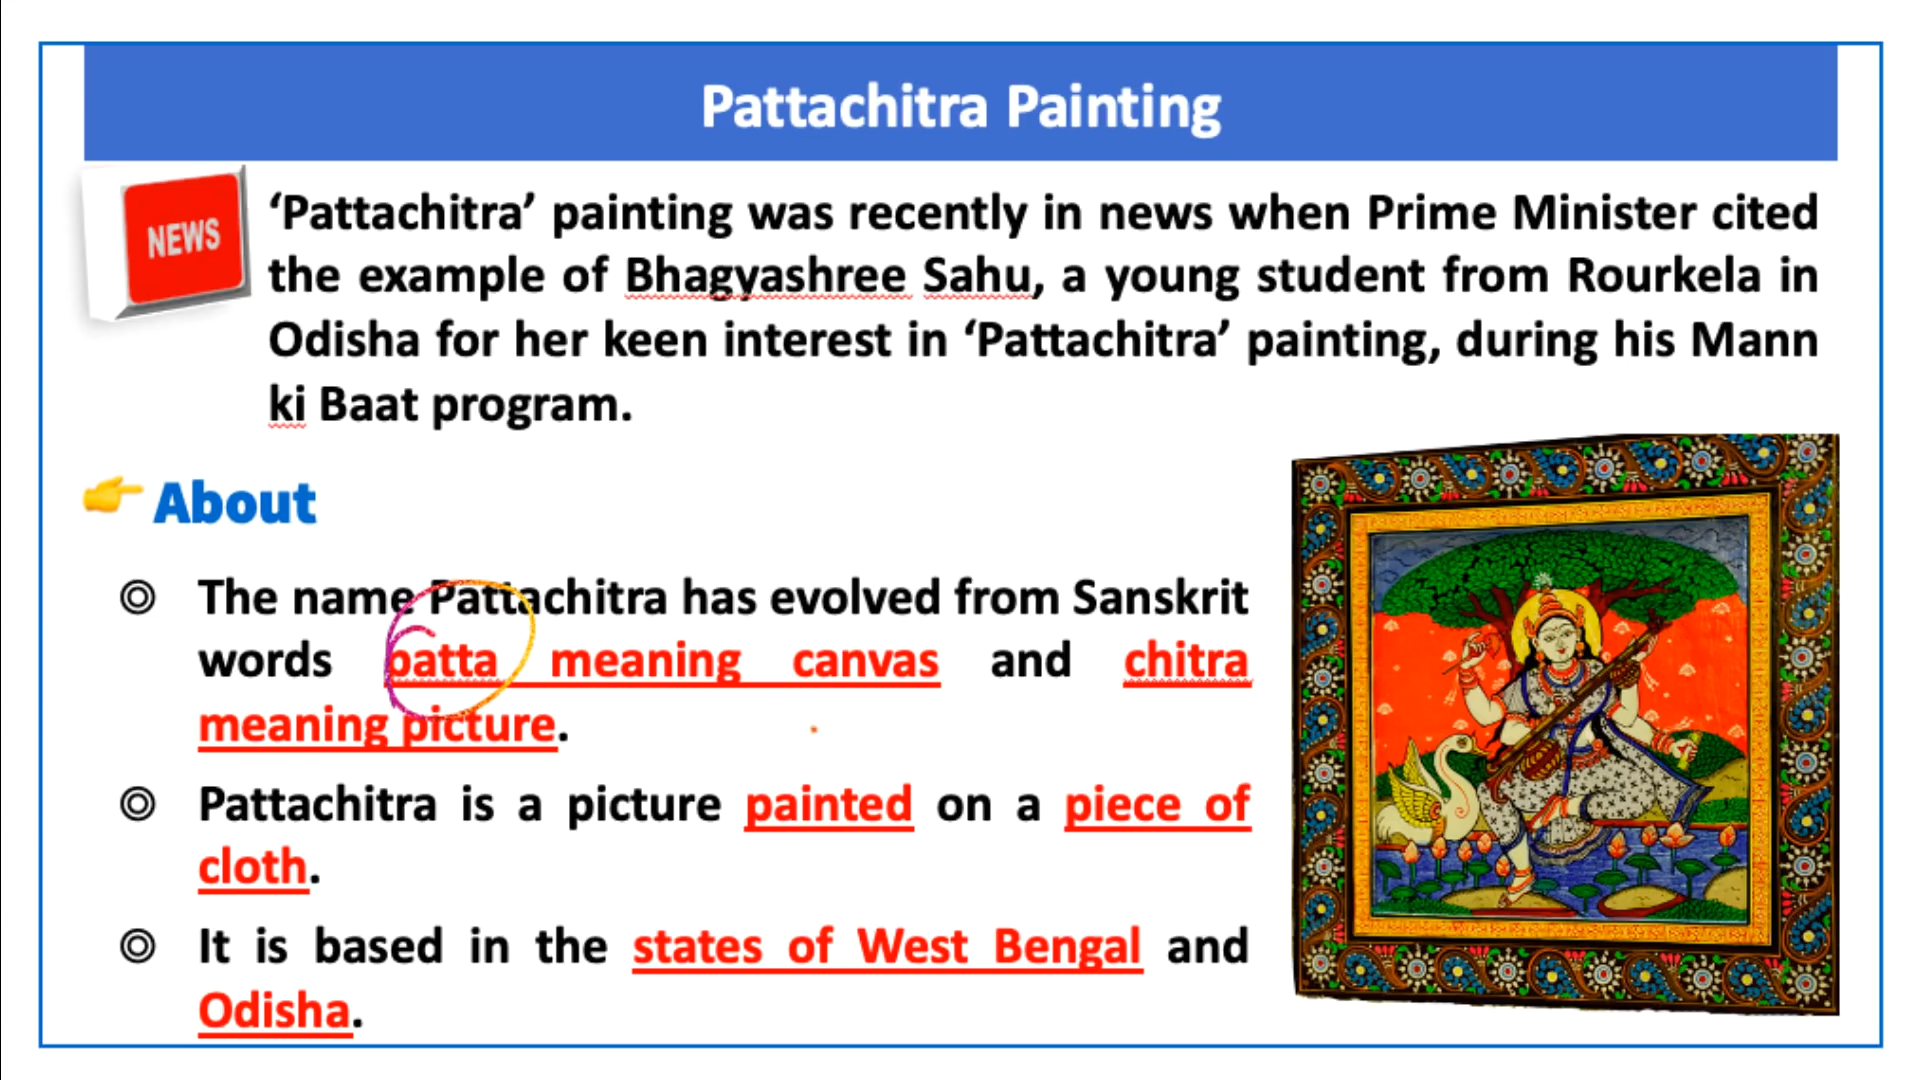 Pattachitra Painting
NEWS
‘Pattachitra’ painting was recently in news when Prime Minister cited
the example of Bhagyashree Sahu, a young student from Rourkela in
Odisha for her keen interest in ‘Pattachitra’ painting, during his Mann
ki Baat program.
About
◎ The name Pattachitra has evolved from Sanskrit
words patta meaning canvas and chitra
meaning picture.
◎ Pattachitra is a picture painted on a piece of
cloth.
◎ It is based in the states of West Bengal and
Odisha.